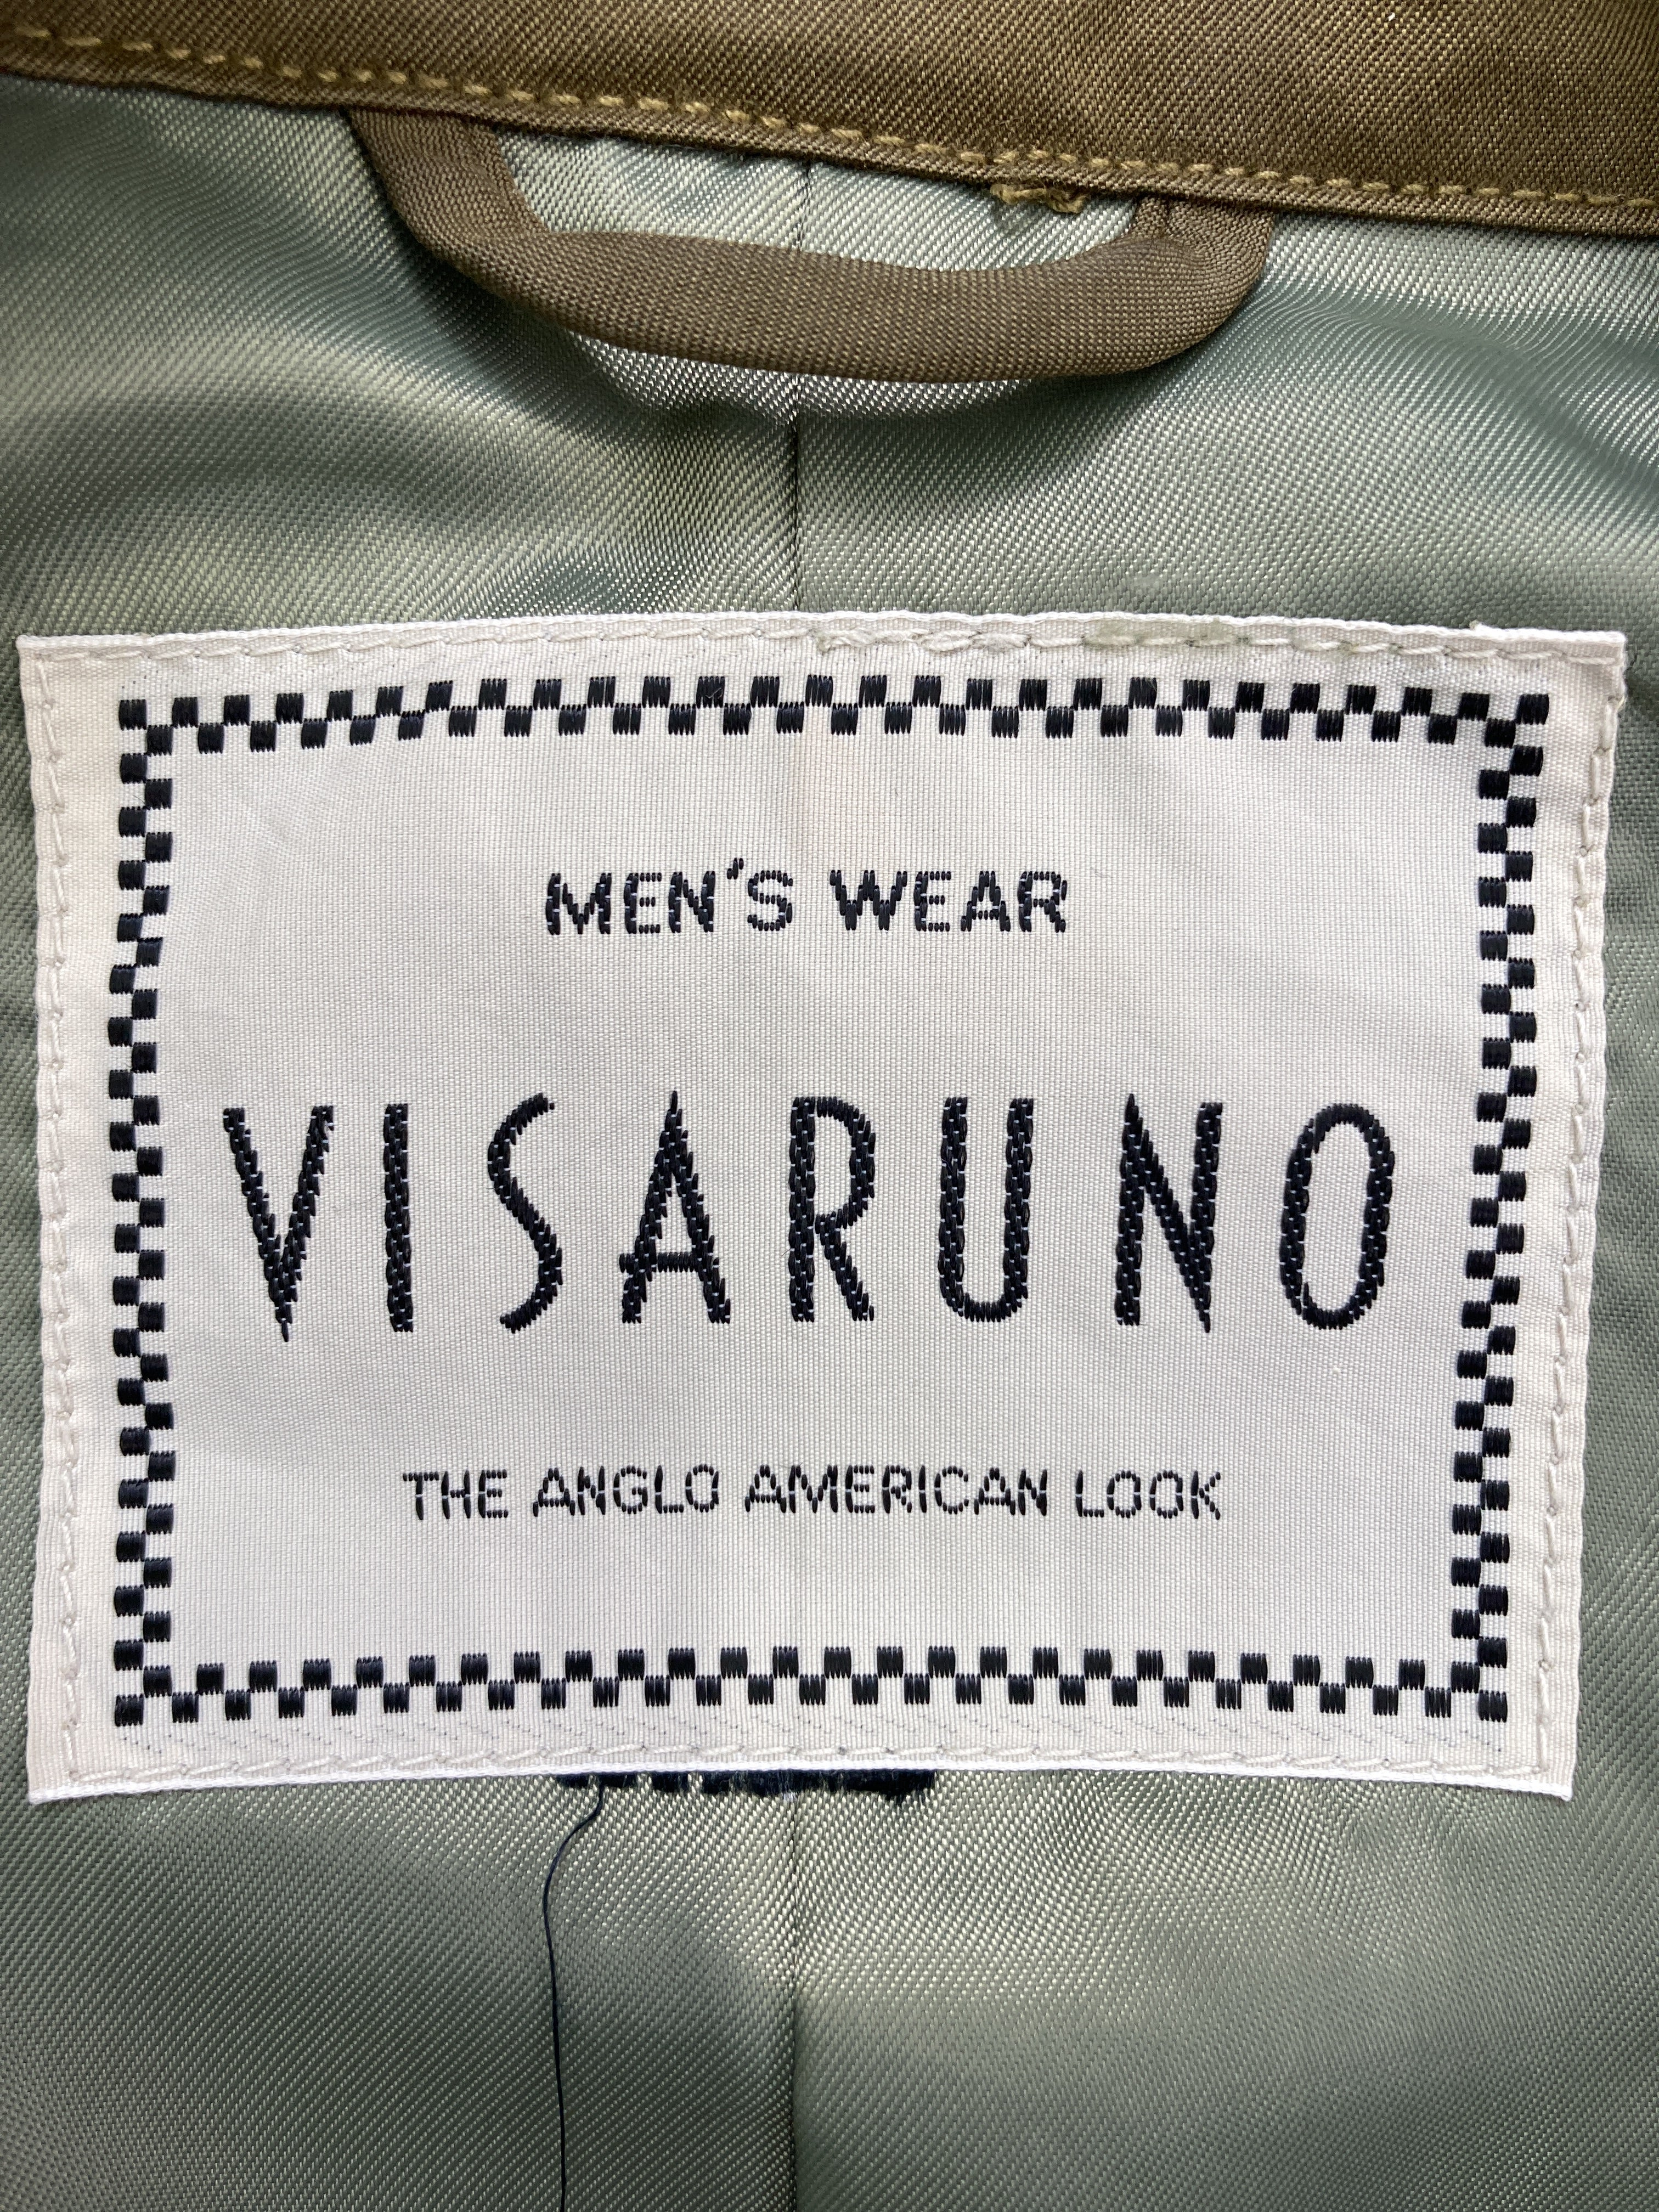 MEN'S WEAR
VISARUNO
THE ANGLO AMERICAN LOOK